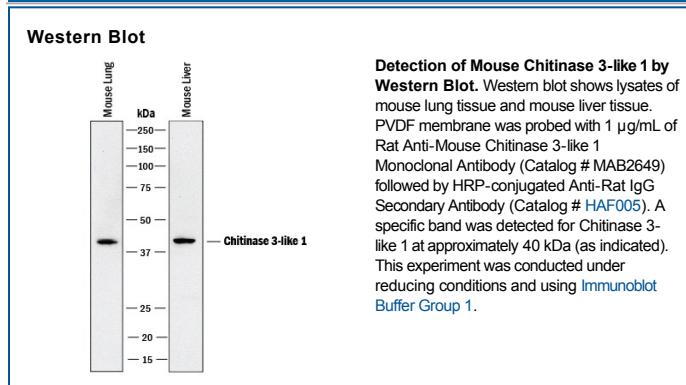 Western Blot
Mouse Lung
Mouse Liver
kDa
250
150
100
75
50
37
25
20
15
Chitinase 3-like 1
Detection of Mouse Chitinase 3-like 1 by
Western Blot. Western blot shows lysates of
mouse lung tissue and mouse liver tissue.
PVDF membrane was probed with 1 µg/mL of
Rat Anti-Mouse Chitinase 3-like 1
Monoclonal Antibody (Catalog # MAB2649)
followed by HRP-conjugated Anti-Rat IgG
Secondary Antibody (Catalog # HAF005). A
specific band was detected for Chitinase 3-
like 1 at approximately 40 kDa (as indicated).
This experiment was conducted under
reducing conditions and using Immunoblot
Buffer Group 1.